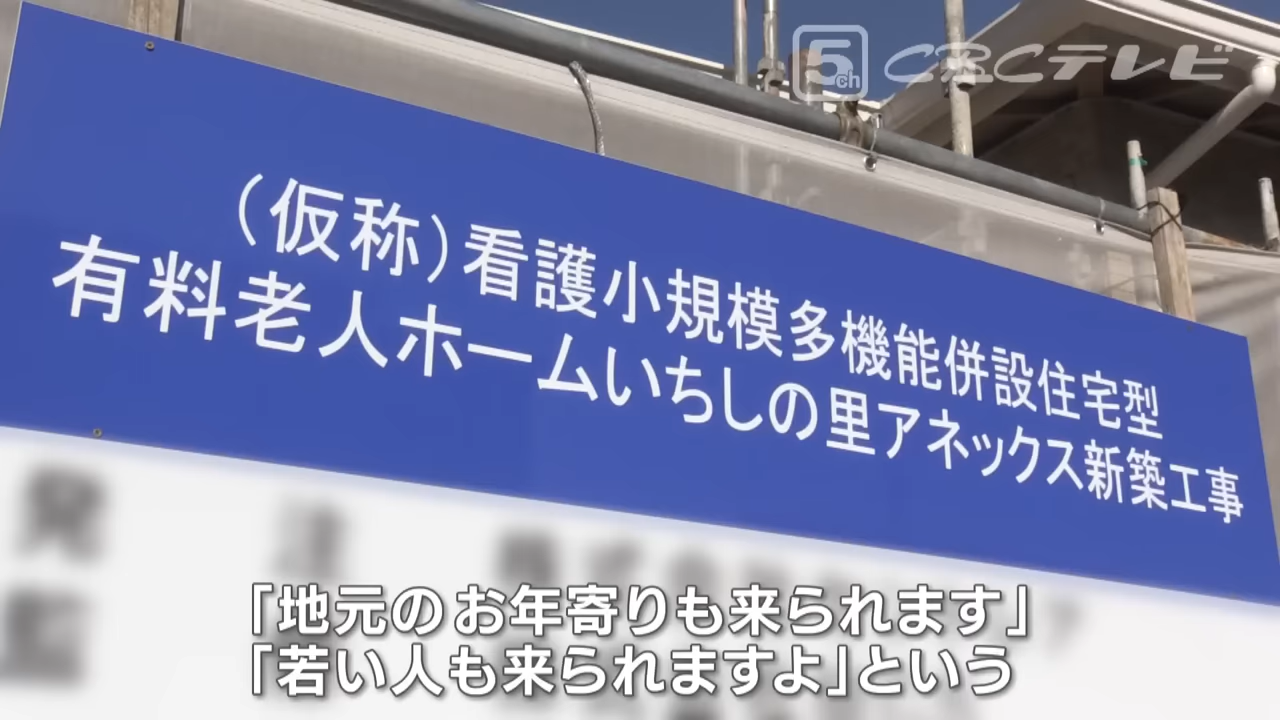 5ch CBCテレビ
(仮称)看護小規模多機能併設住宅型
有料老人ホームいちしの里アネックス新築工事
「地元のお年寄りも来られます」
「若い人も来られますよ」という